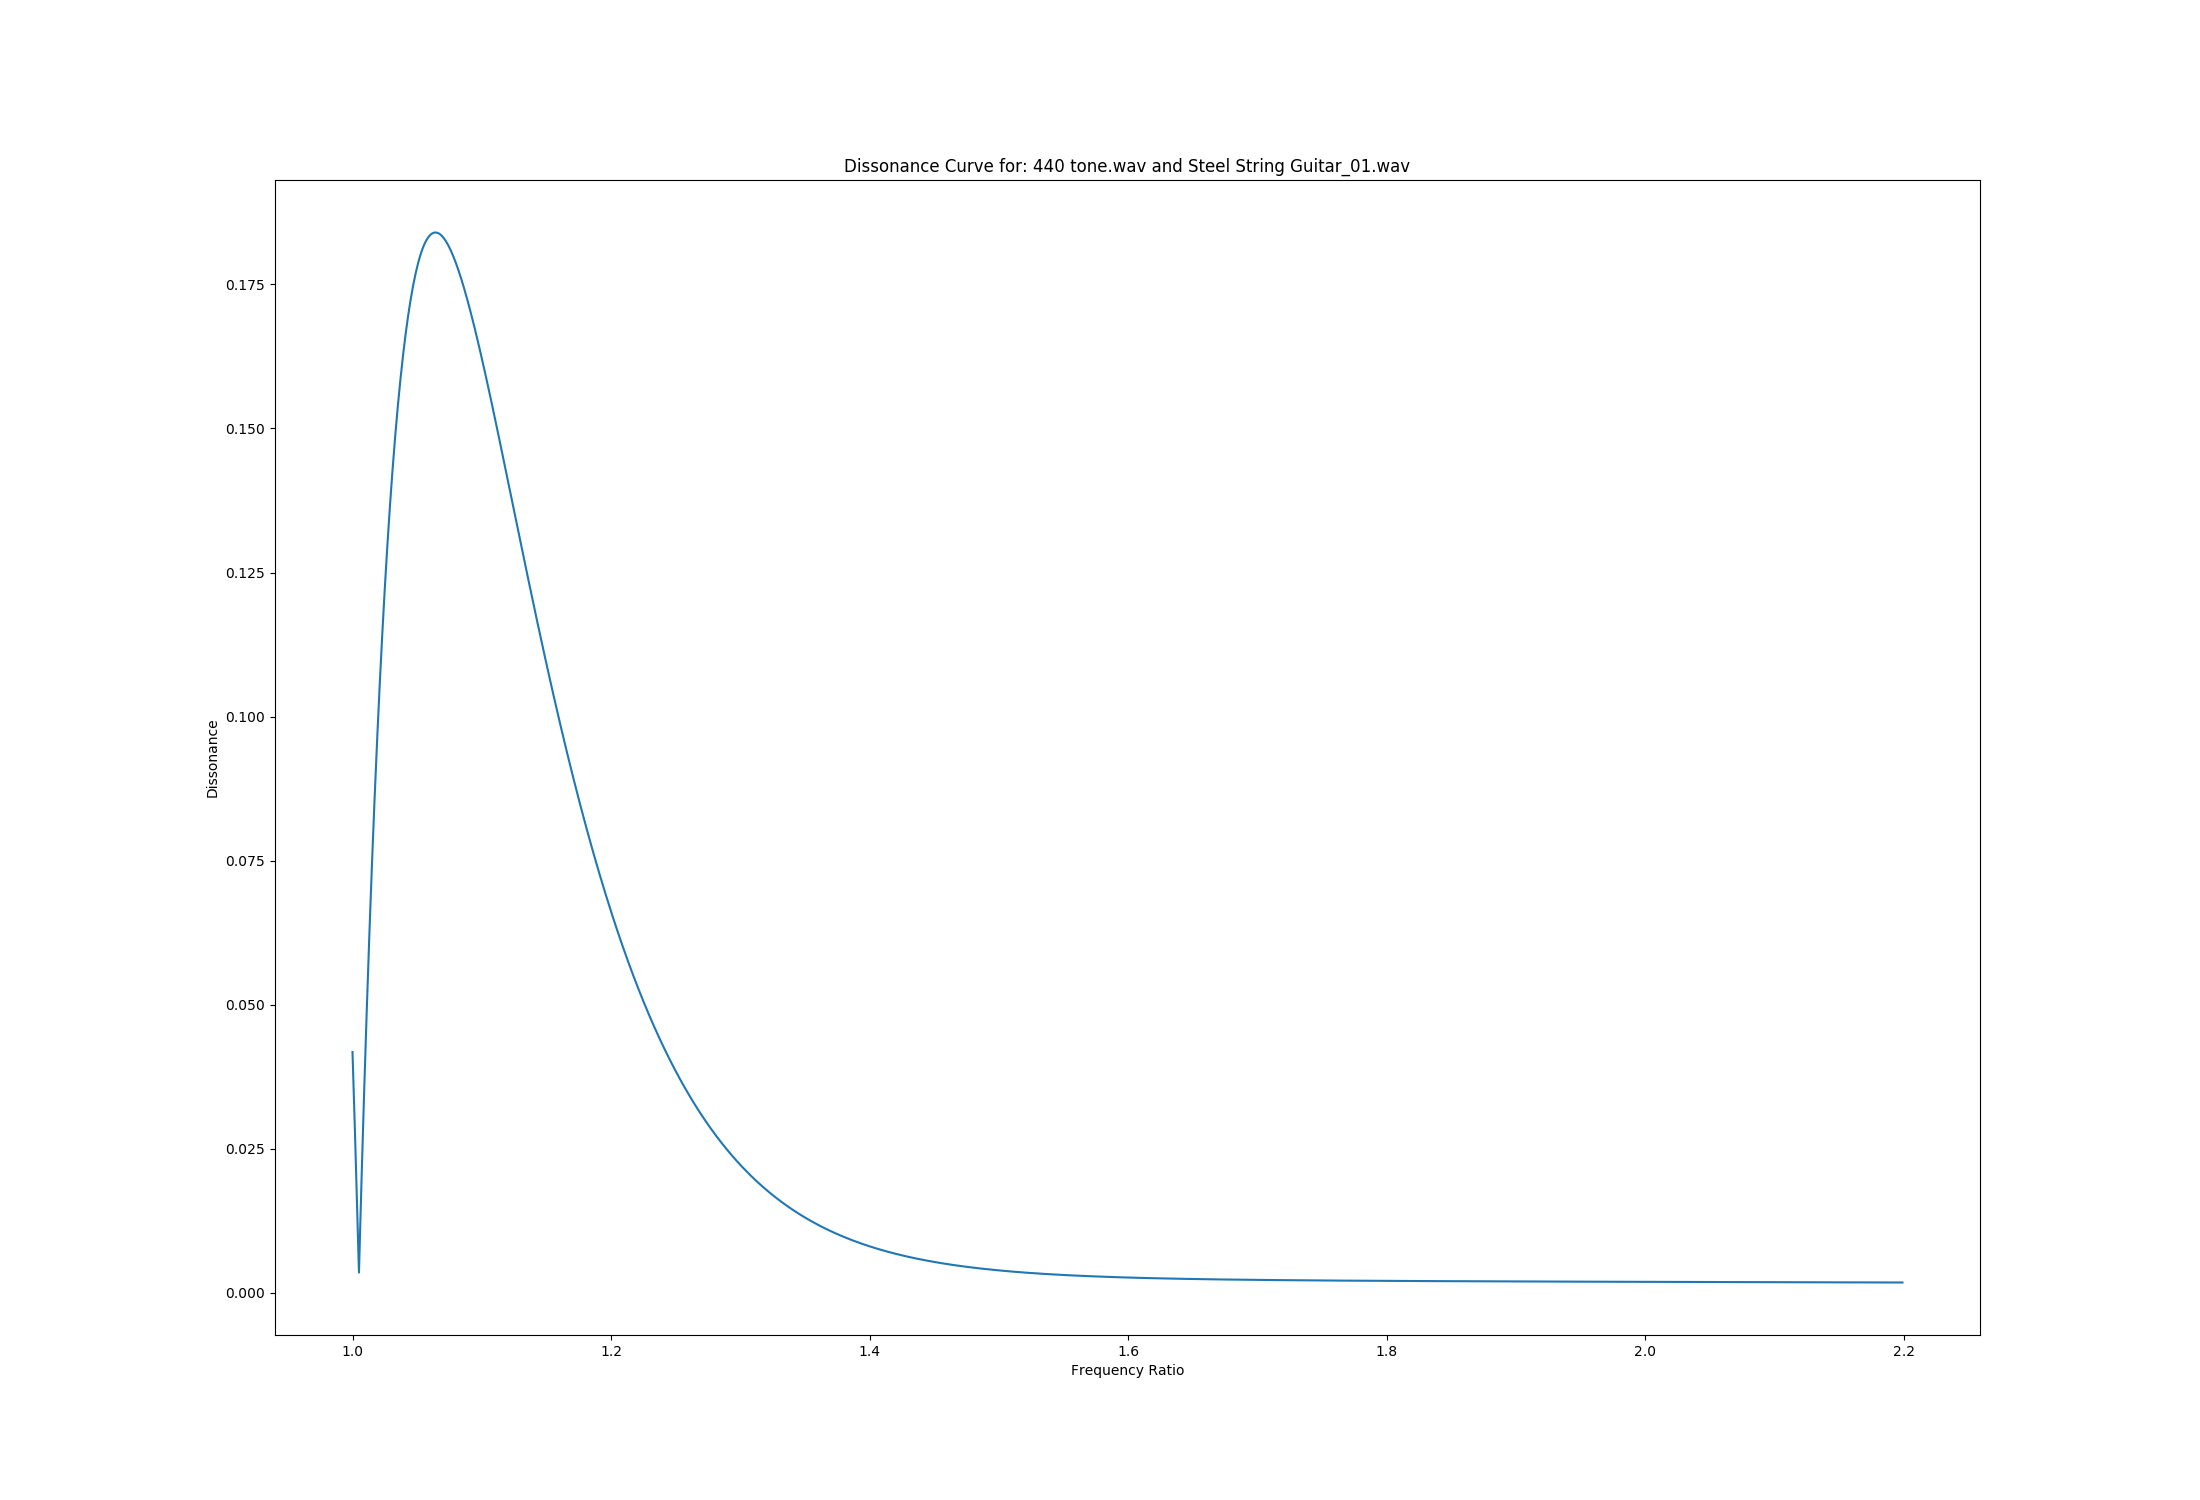 Dissonance Curve for: 440 tone.wav and Steel String Guitar_01.wav
0.175
0.150
0.125
0.100
0.075
0.050
0.025
0.000
Dissonance
1.0 1.2 1.4 1.6 1.8 2.0 2.2
Frequency Ratio